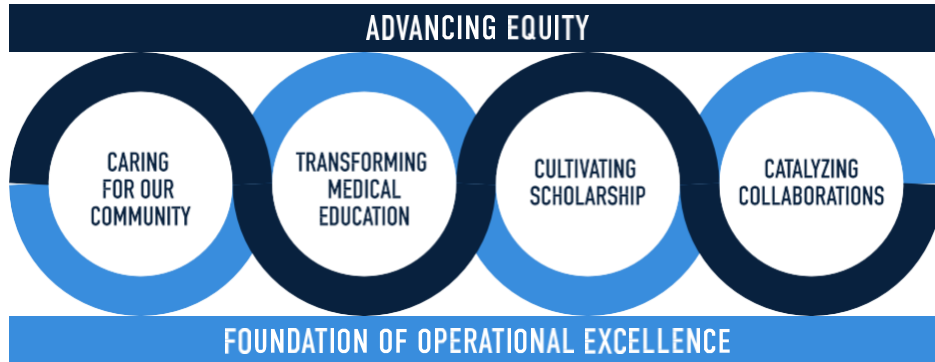 ADVANCING EQUITY
CARING
FOR OUR
COMMUNITY
TRANSFORMING
MEDICAL
EDUCATION
CULTIVATING
SCHOLARSHIP
CATALYZING
COLLABORATIONS
FOUNDATION OF OPERATIONAL EXCELLENCE